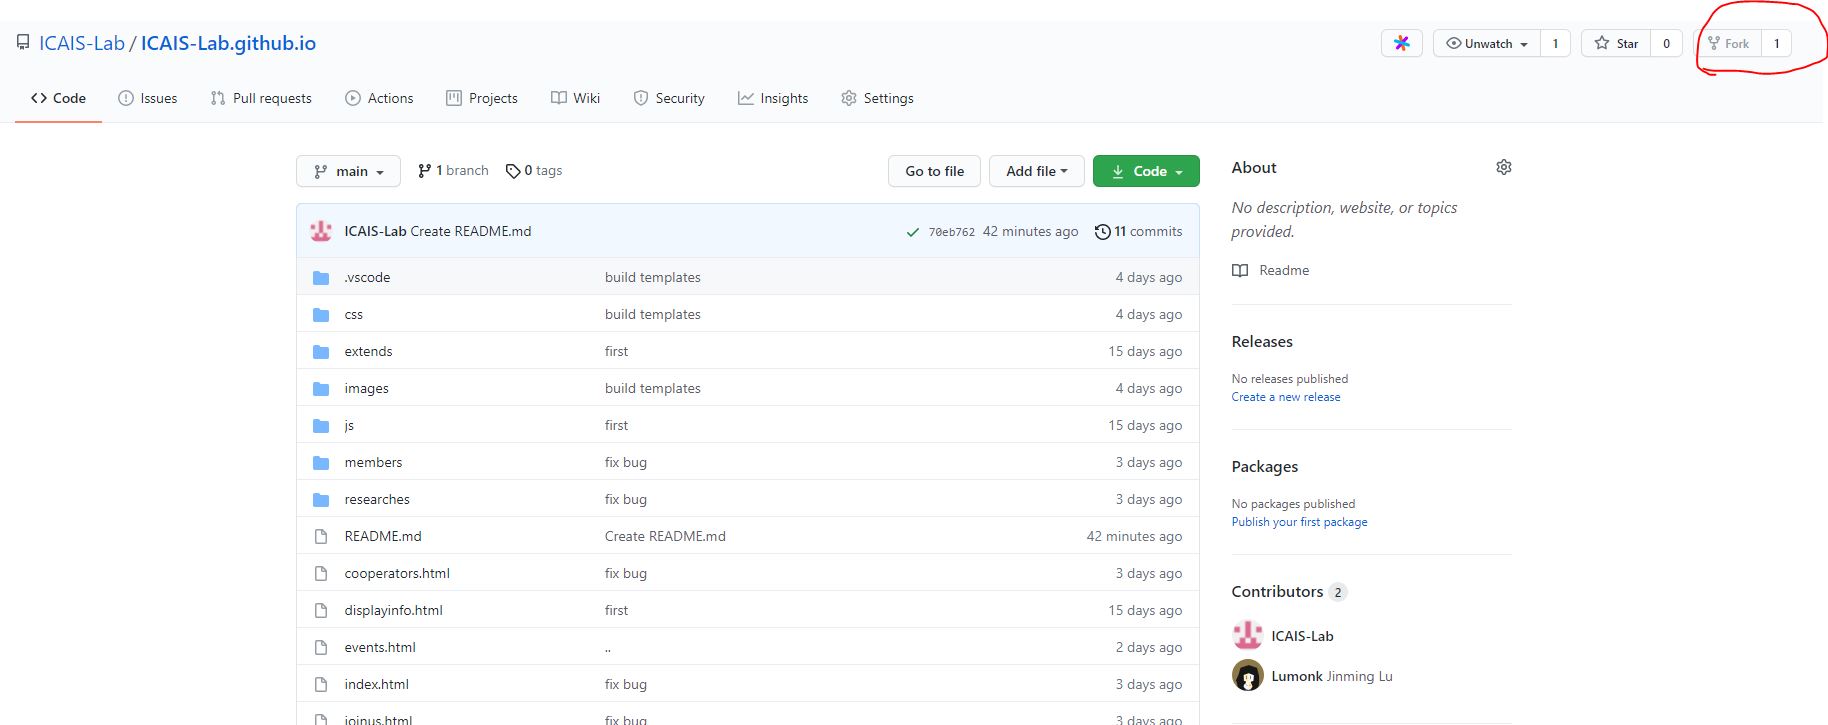 ICAIS-Lab / ICAIS-Lab.github.io
Unwatch 1
Star 0
Fork 1
Code Issues Pull requests Actions Projects Wiki Security Insights Settings
main 1 branch 0 tags Go to file Add file Code
ICAIS-Lab Create README.md 70eb762 42 minutes ago 11 commits
.vscode build templates 4 days ago
css build templates 4 days ago
extends first 15 days ago
images build templates 4 days ago
js first 15 days ago
members fix bug 3 days ago
researches fix bug 3 days ago
README.md Create README.md 42 minutes ago
cooperators.html fix bug 3 days ago
displayinfo.html first 15 days ago
events.html .. 2 days ago
index.html fix bug 3 days ago
joinus.html fix bug 3 days ago
About
No description, website, or topics
provided.
Readme
Releases
No releases published
Create a new release
Packages
No packages published
Publish your first package
Contributors 2
ICAIS-Lab
Lumonk Jinming Lu